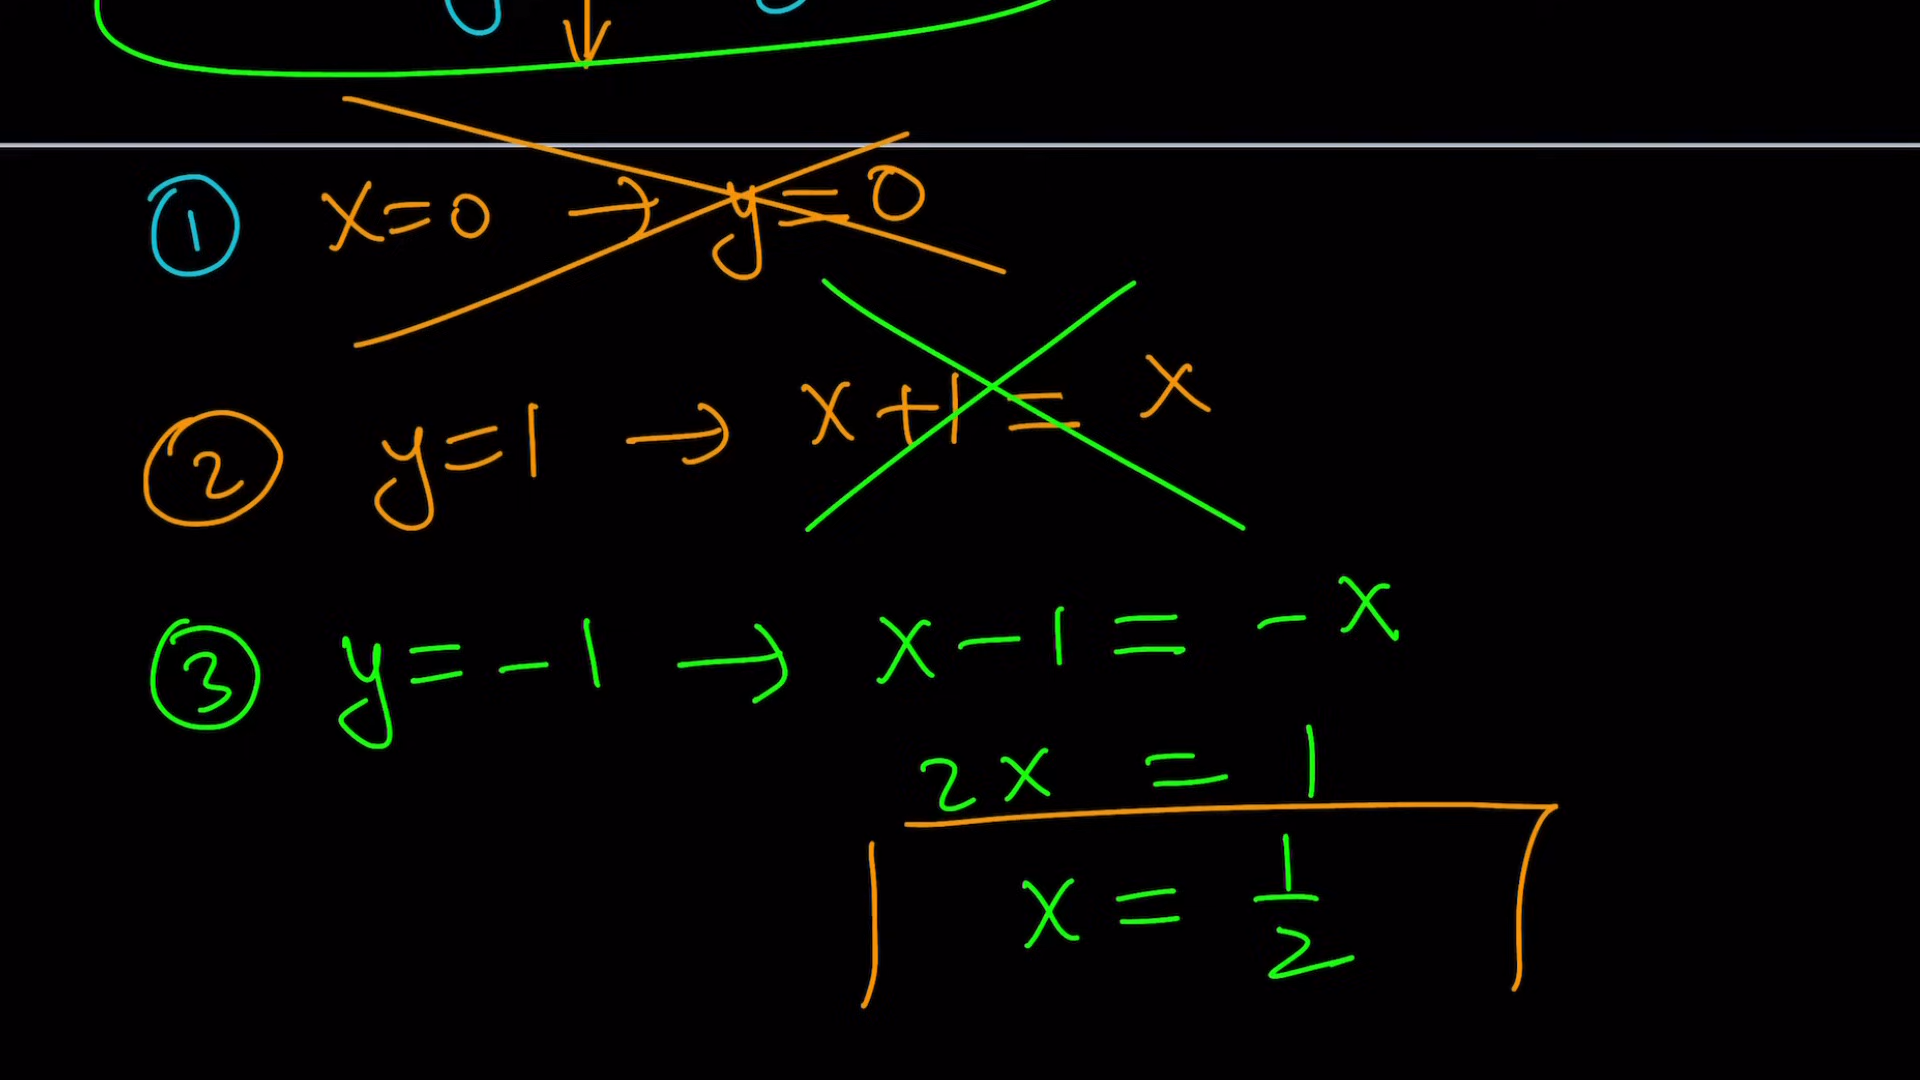 ① x=0 → y=0
② y=1 → x+1 = x
③ y=-1 → x-1 = -x
2x = 1
x = 1/2